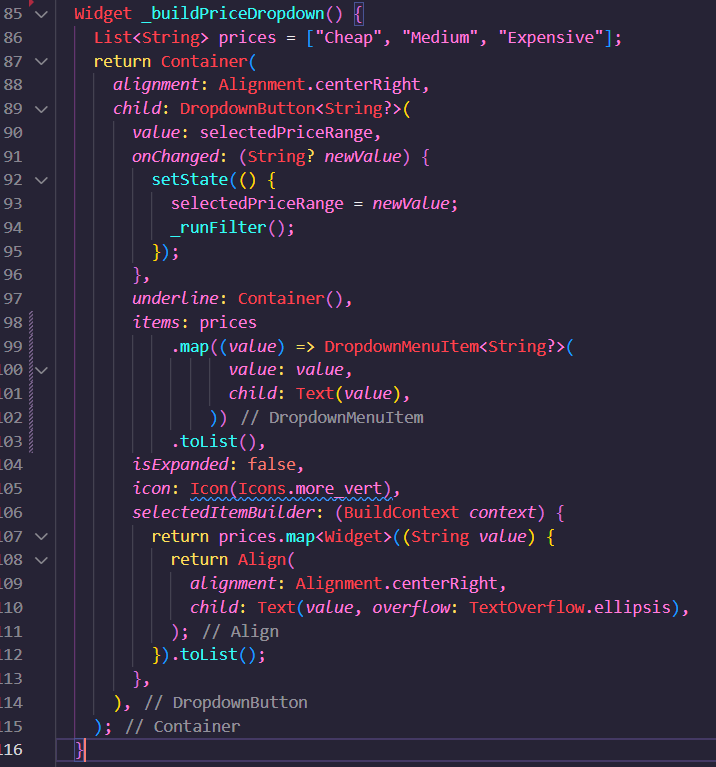 85 Widget _buildPriceDropdown() {
86 List<String> prices = ["Cheap", "Medium", "Expensive"];
87 return Container(
88 alignment: Alignment.centerRight,
89 child: DropdownButton<String?>(
90 value: selectedPriceRange,
91 onChanged: (String? newValue) {
92 setState(() {
93 selectedPriceRange = newValue;
94 _runFilter();
95 });
96 },
97 underline: Container(),
98 items: prices
99 .map((value) => DropdownMenuItem<String?>(
100 value: value,
101 child: Text(value),
102 )) // DropdownMenuItem
103 .toList(),
104 isExpanded: false,
105 icon: Icon(Icons.more_vert),
106 selectedItemBuilder: (BuildContext context) {
107 return prices.map<Widget>((String value) {
108 return Align(
109 alignment: Alignment.centerRight,
110 child: Text(value, overflow: TextOverflow.ellipsis),
111 ); // Align
112 }).toList();
113 },
114 ), // DropdownButton
115 ); // Container
116 }